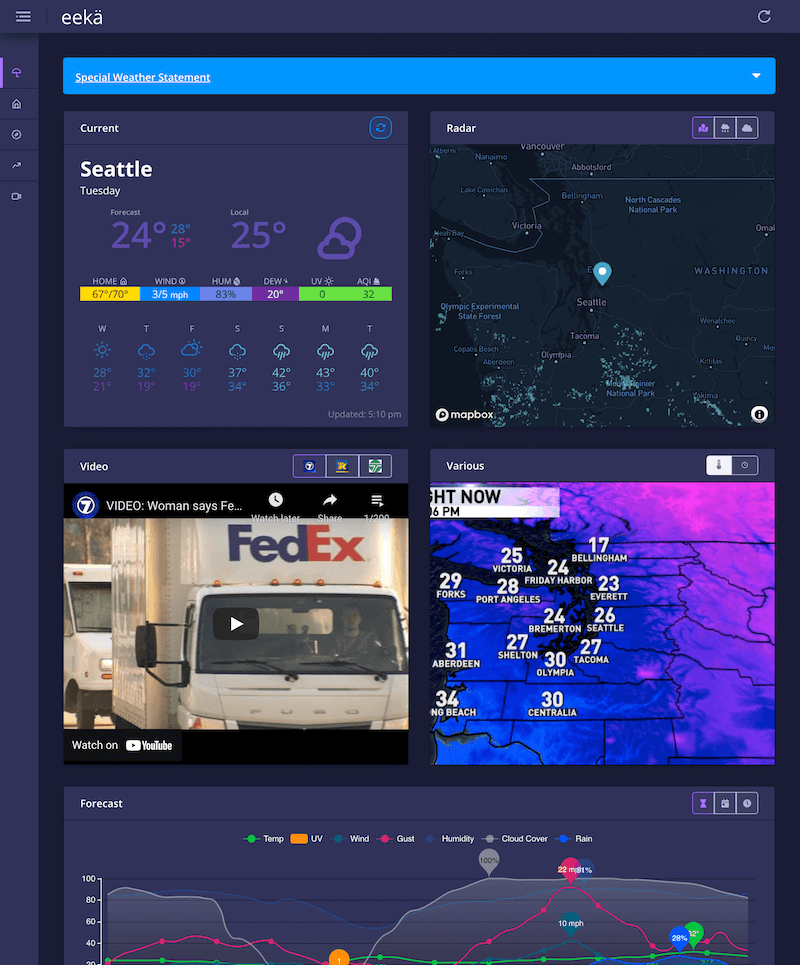 eekä
Special Weather Statement
Current
Seattle
Tuesday
Forecast
Local
24°
28°
15°
25°
HOME WIND HUM DEW UV AQI
67°/70° 3/5 mph 83% 20° 0 32
W T F S S M T
28° 32° 30° 37° 42° 43° 40°
21° 19° 19° 34° 36° 33° 34°
Updated: 5:10 pm
Radar
Vancouver
Nanaimo
Abbotsford
Lake Cowichan
Bellingham
North Cascades
National Park
Victoria
Neah Bay
Omak
Forks
WASHINGTON
Seattle
Olympic Experimental
State Forest
Tacoma
Wenatchee
Quincy
Copalis Beach
Olympia
Aberdeen
Kittitas
Mount Rainier
National Park
Yakima
mapbox
Video
7
VIDEO: Woman says Fe...
Watch later
Share
1/200
FedEx
FUSO
Watch on YouTube
Various
GHT NOW
06 PM
17
BELLINGHAM
25
VICTORIA
24
FRIDAY HARBOR
29
FORKS
28
PORT ANGELES
23
EVERETT
24
BREMERTON
26
SEATTLE
27
SHELTON
27
TACOMA
31
ABERDEEN
30
OLYMPIA
34
NG BEACH
30
CENTRALIA
Forecast
Temp UV Wind Gust Humidity Cloud Cover Rain
100
80
60
40
20
100%
22 mph
91%
10 mph
28%
32°
1